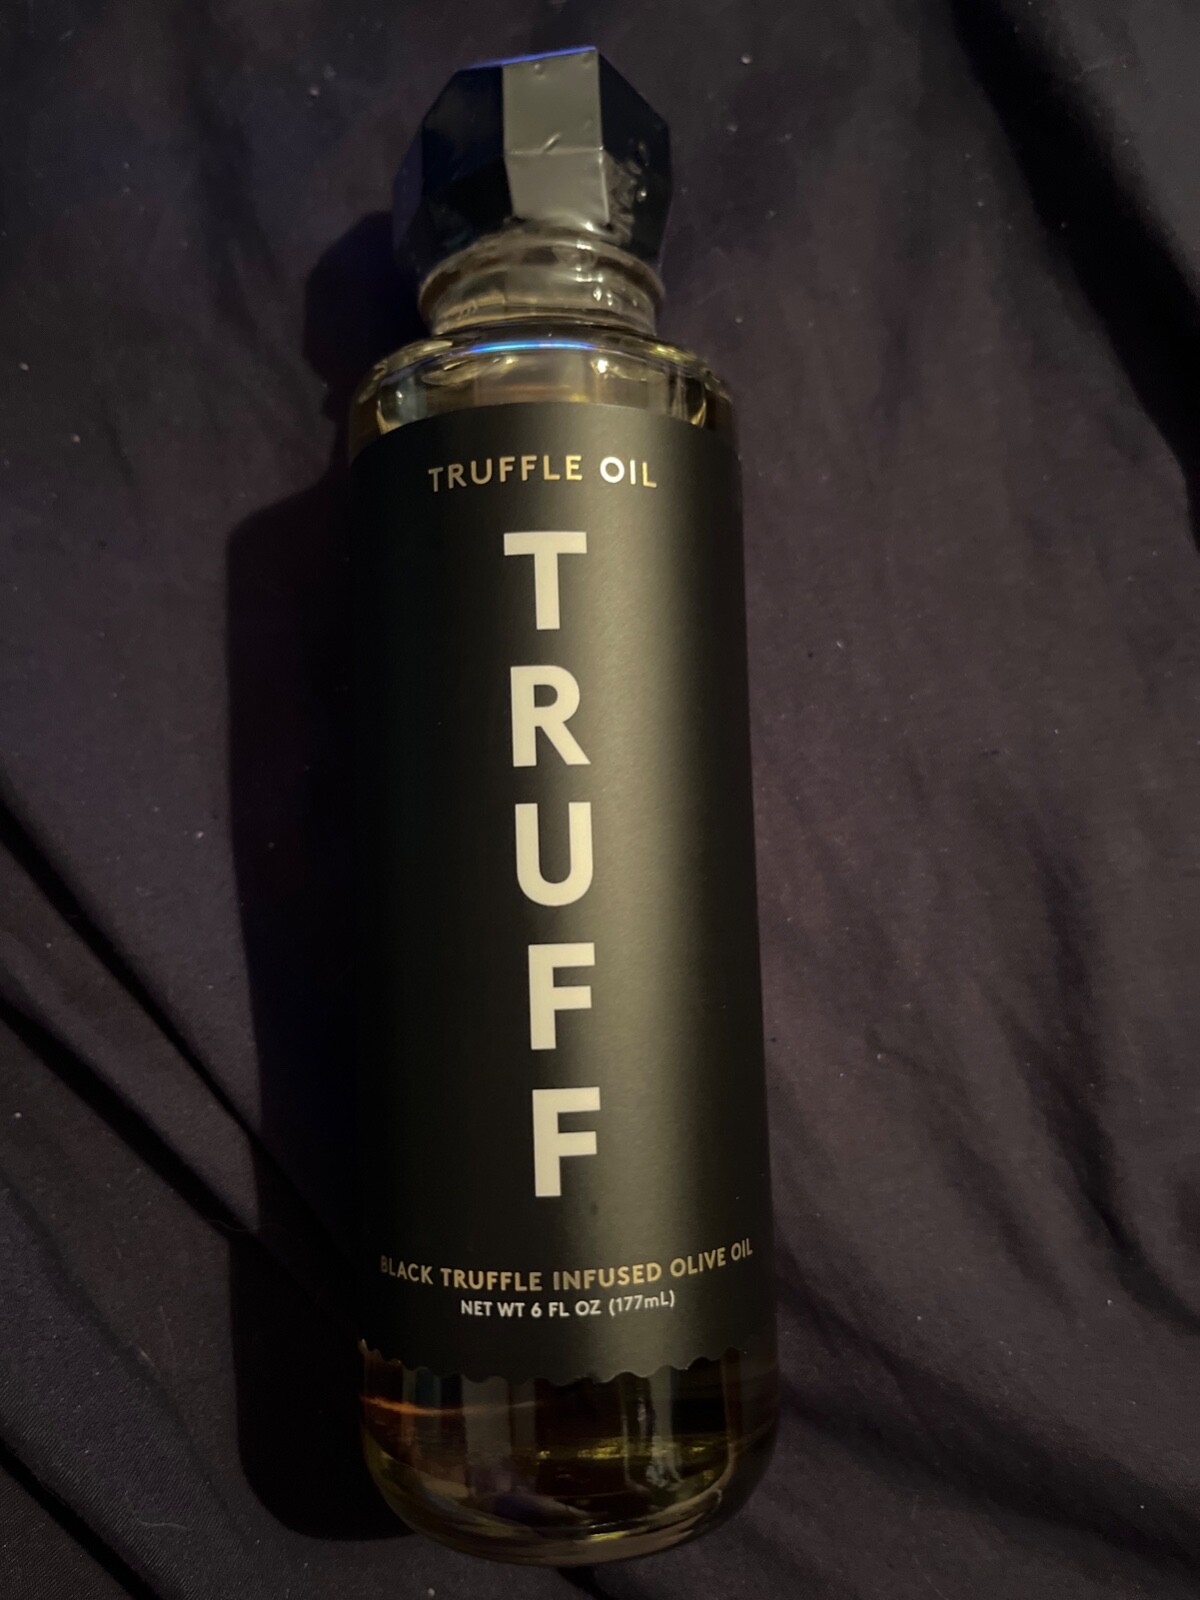 TRUFFLE OIL
TRUFF
BLACK TRUFFLE INFUSED OLIVE OIL
NET WT 6 FL OZ (177mL)